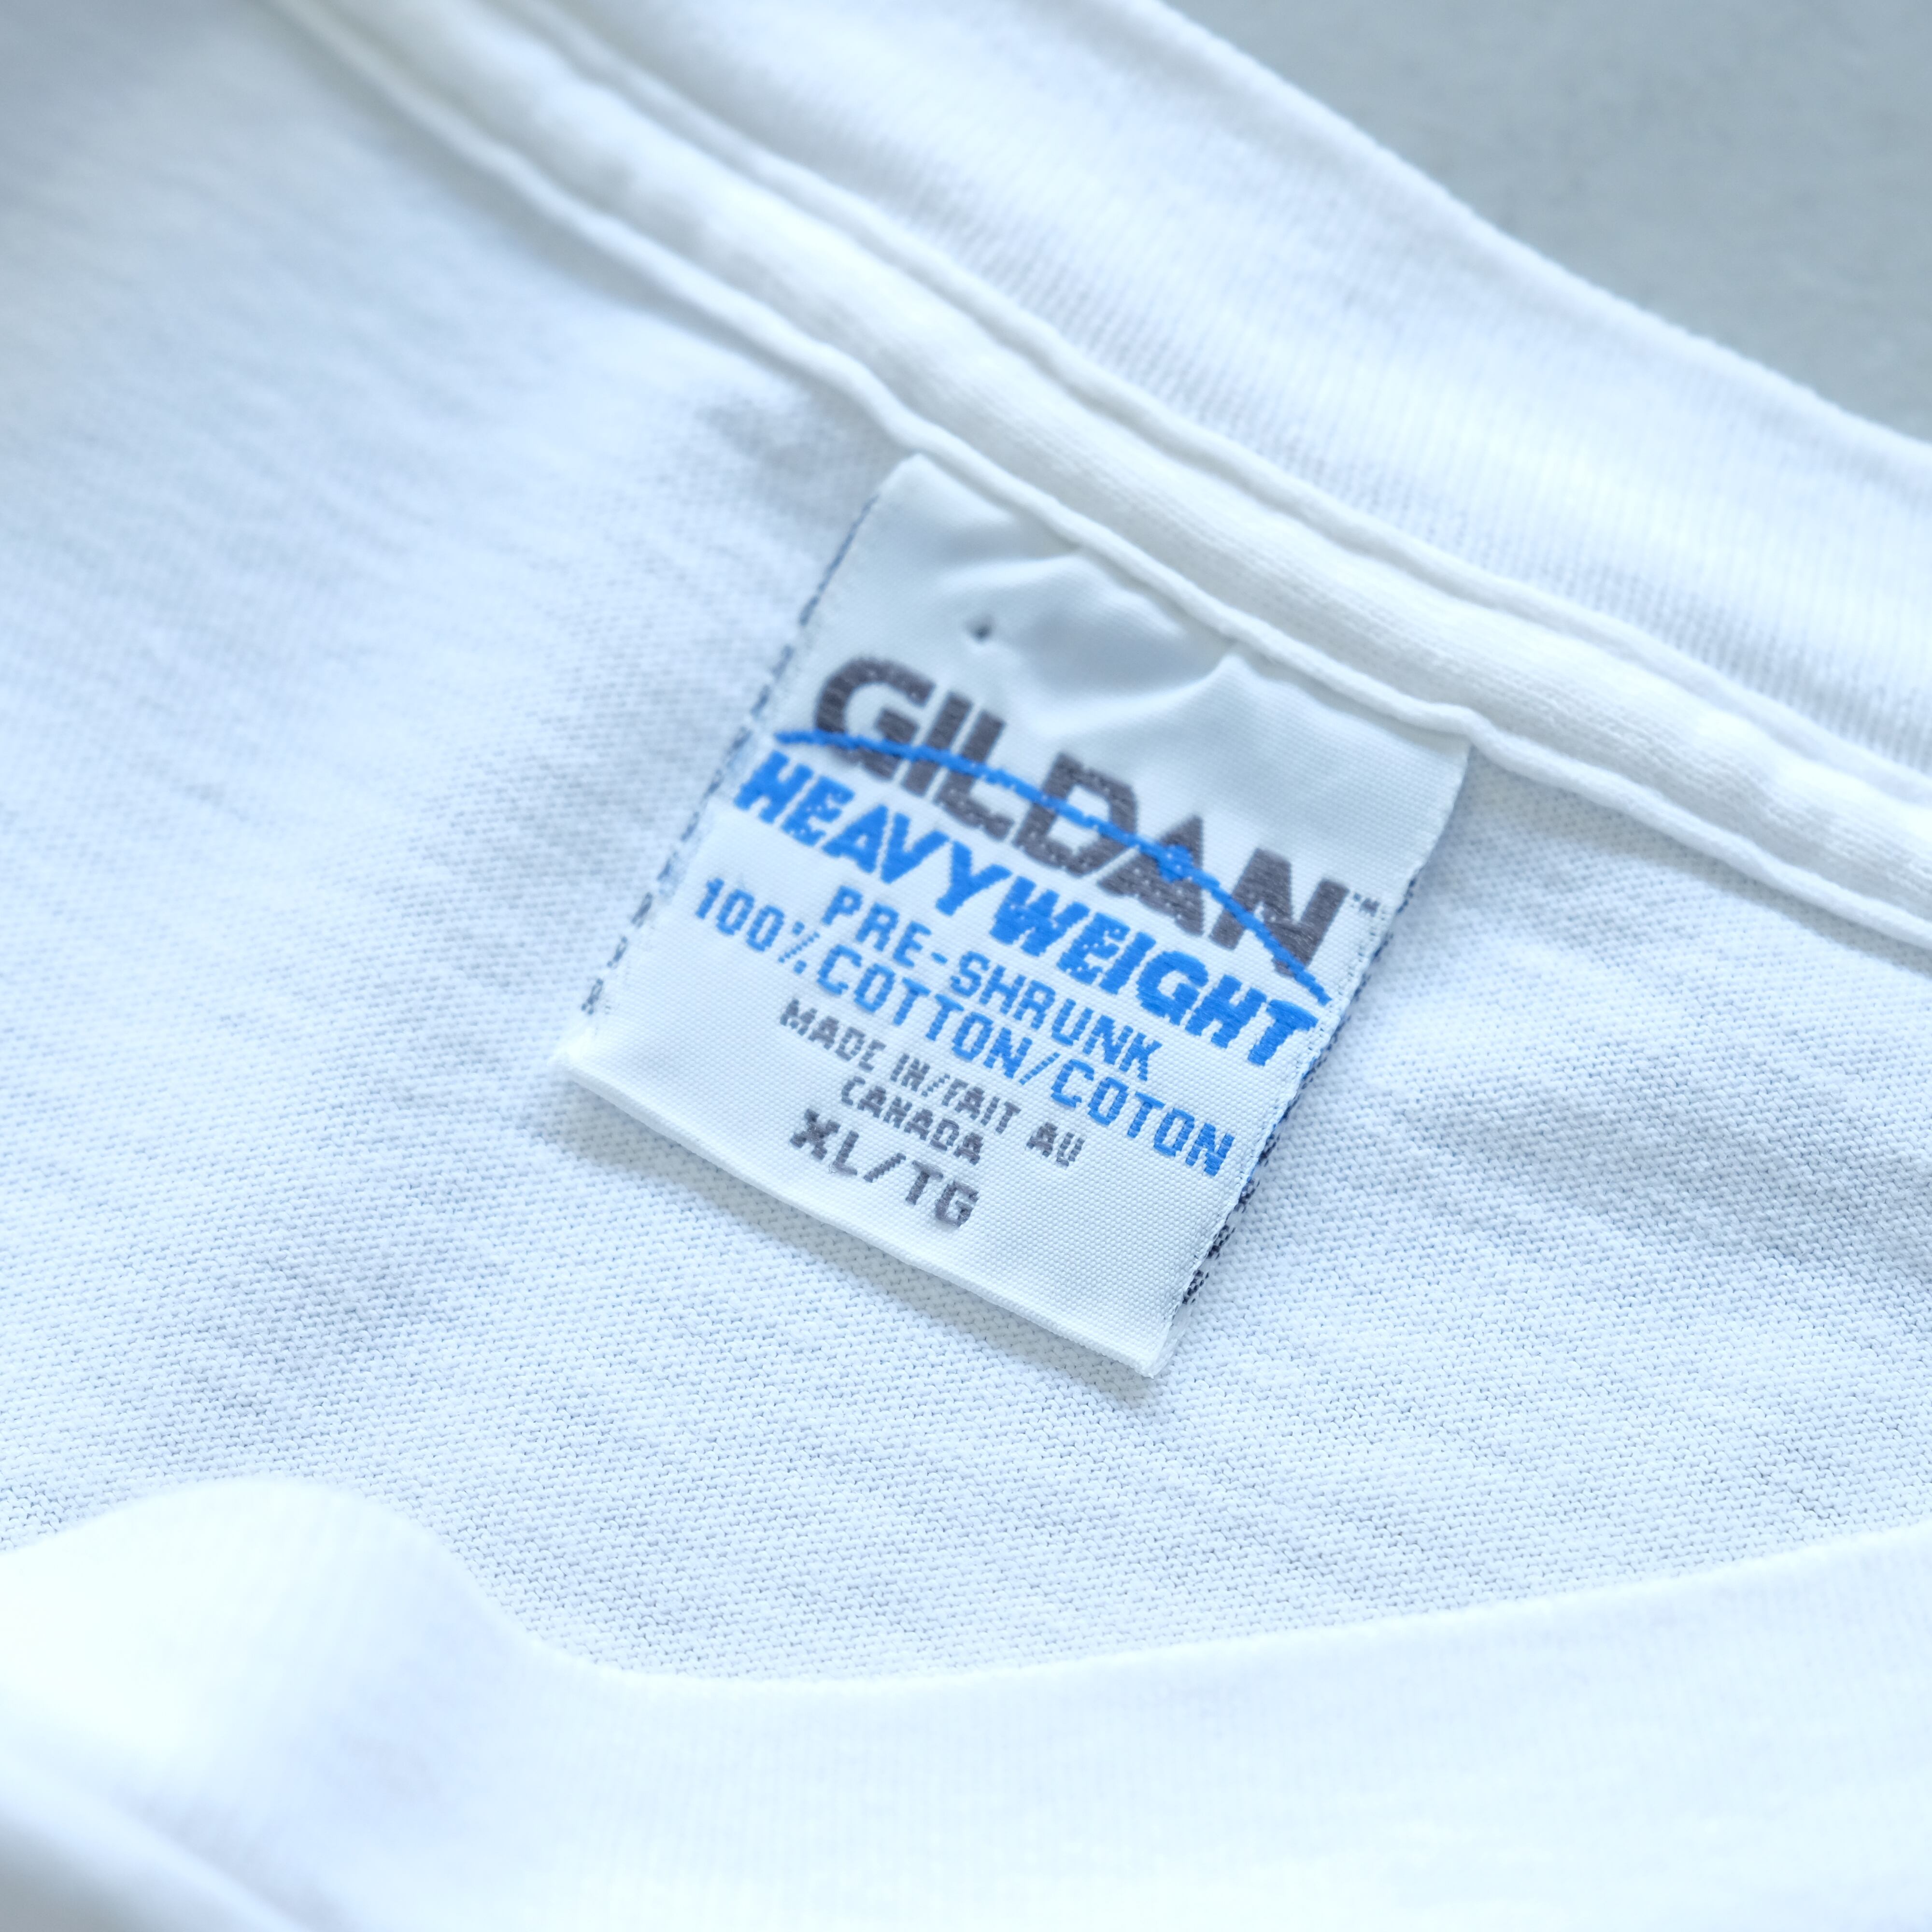 GILDAN™
HEAVYWEIGHT
PRE-SHRUNK
100% COTTON/COTON
MADE IN/FAIT AU
CANADA
XL/TG